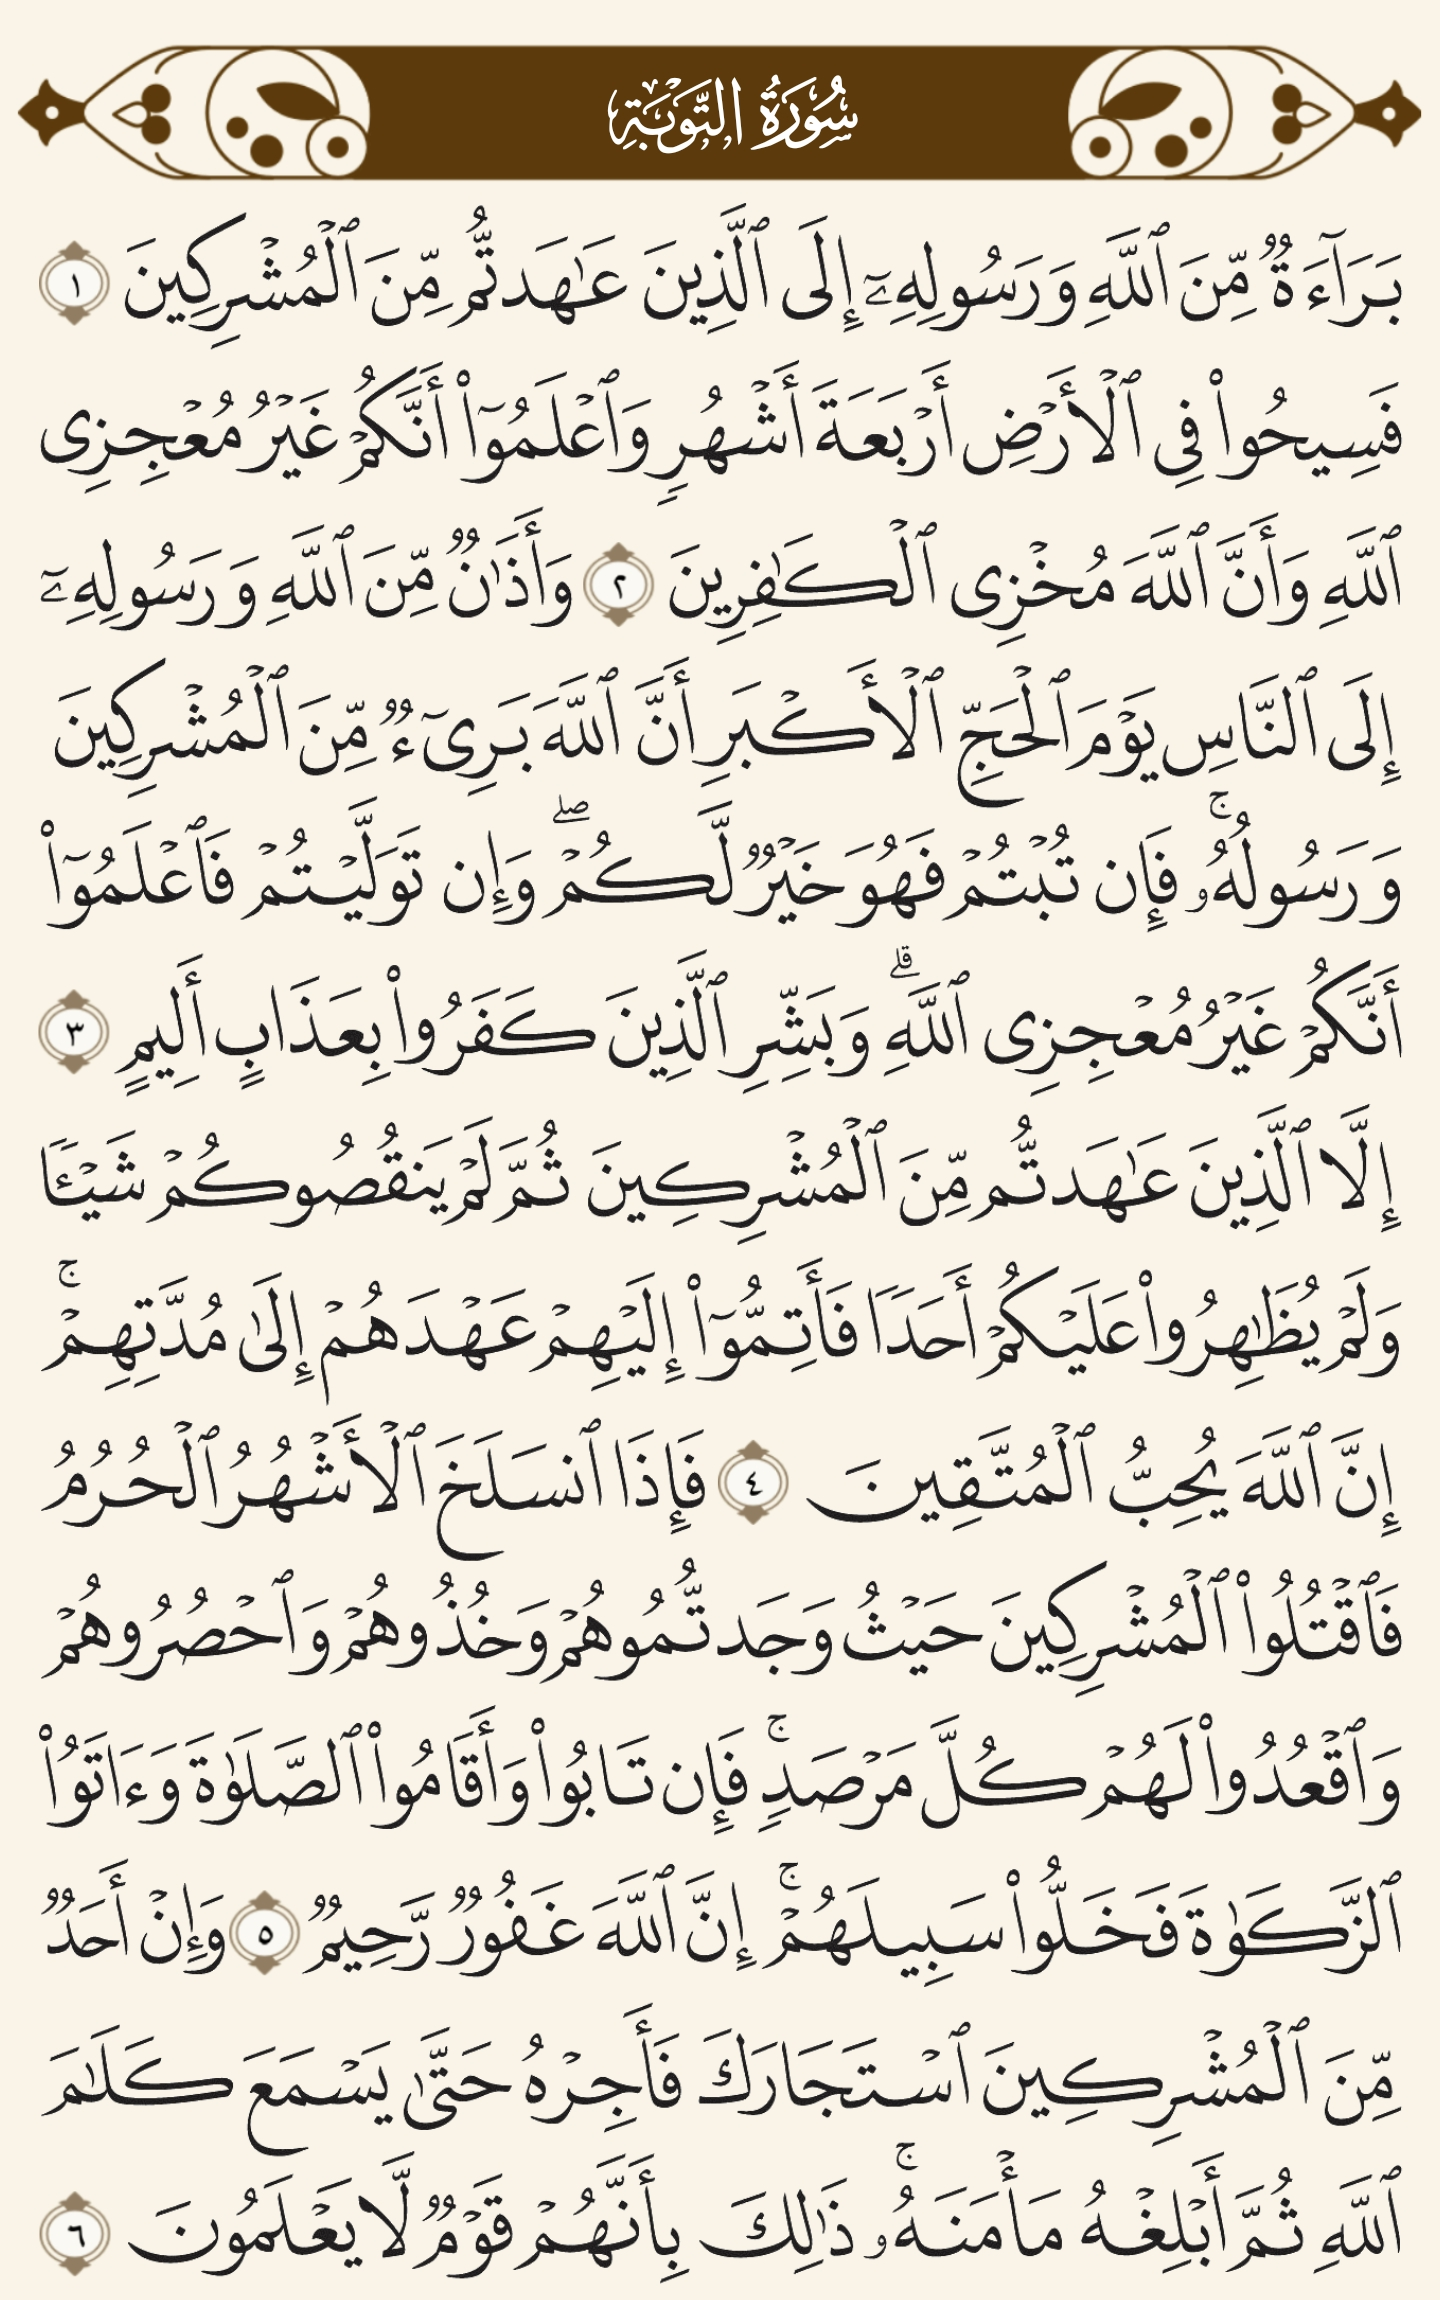 سُورَةُ التَّوۡبَةِ
بَرَآءَةٌ مِّنَ ٱللَّهِ وَرَسُولِهِۦٓ إِلَى ٱلَّذِينَ عَٰهَدتُّم مِّنَ ٱلۡمُشۡرِكِينَ ١
فَسِيحُواْ فِي ٱلۡأَرۡضِ أَرۡبَعَةَ أَشۡهُرٖ وَٱعۡلَمُوٓاْ أَنَّكُمۡ غَيۡرُ مُعۡجِزِي
ٱللَّهِ وَأَنَّ ٱللَّهَ مُخۡزِي ٱلۡكَٰفِرِينَ ٢ وَأَذَٰنٞ مِّنَ ٱللَّهِ وَرَسُولِهِۦٓ
إِلَى ٱلنَّاسِ يَوۡمَ ٱلۡحَجِّ ٱلۡأَكۡبَرِ أَنَّ ٱللَّهَ بَرِيٓءٞ مِّنَ ٱلۡمُشۡرِكِينَ
وَرَسُولُهُۥۚ فَإِن تُبۡتُمۡ فَهُوَ خَيۡرٞ لَّكُمۡۖ وَإِن تَوَلَّيۡتُمۡ فَٱعۡلَمُوٓاْ
أَنَّكُمۡ غَيۡرُ مُعۡجِزِي ٱللَّهِۗ وَبَشِّرِ ٱلَّذِينَ كَفَرُواْ بِعَذَابٍ أَلِيمٍ ٣
إِلَّا ٱلَّذِينَ عَٰهَدتُّم مِّنَ ٱلۡمُشۡرِكِينَ ثُمَّ لَمۡ يَنقُصُوكُمۡ شَيۡـٔٗا
وَلَمۡ يُظَٰهِرُواْ عَلَيۡكُمۡ أَحَدٗا فَأَتِمُّوٓاْ إِلَيۡهِمۡ عَهۡدَهُمۡ إِلَىٰ مُدَّتِهِمۡۚ
إِنَّ ٱللَّهَ يُحِبُّ ٱلۡمُتَّقِينَ ٤ فَإِذَا ٱنسَلَخَ ٱلۡأَشۡهُرُ ٱلۡحُرُمُ
فَٱقۡتُلُواْ ٱلۡمُشۡرِكِينَ حَيۡثُ وَجَدتُّمُوهُمۡ وَخُذُوهُمۡ وَٱحۡصُرُوهُمۡ
وَٱقۡعُدُواْ لَهُمۡ كُلَّ مَرۡصَدٖۚ فَإِن تَابُواْ وَأَقَامُواْ ٱلصَّلَوٰةَ وَءَاتَوُاْ
ٱلزَّكَوٰةَ فَخَلُّواْ سَبِيلَهُمۡۚ إِنَّ ٱللَّهَ غَفُورٞ رَّحِيمٞ ٥ وَإِنۡ أَحَدٞ
مِّنَ ٱلۡمُشۡرِكِينَ ٱسۡتَجَارَكَ فَأَجِرۡهُ حَتَّىٰ يَسۡمَعَ كَلَٰمَ
ٱللَّهِ ثُمَّ أَبۡلِغۡهُ مَأۡمَنَهُۥۚ ذَٰلِكَ بِأَنَّهُمۡ قَوۡمٞ لَّا يَعۡلَمُونَ ٦